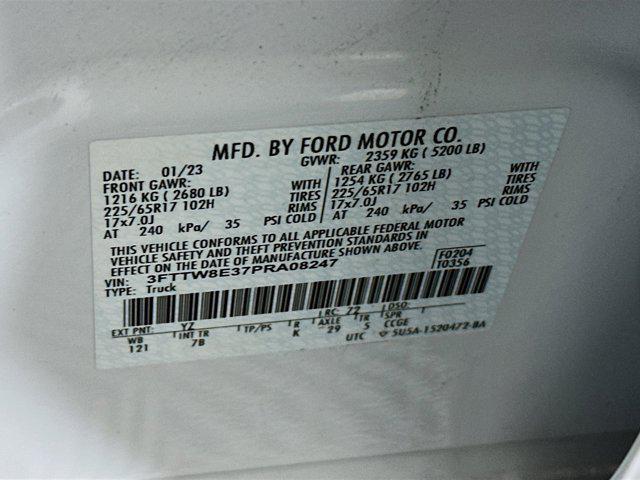 MFD. BY FORD MOTOR CO.
DATE: 01/23 GVWR: 2359 KG ( 5200 LB)
FRONT GAWR: WITH REAR GAWR: WITH
1216 KG ( 2680 LB) TIRES 1254 KG ( 2765 LB) TIRES
225/65R17 102H RIMS 225/65R17 102H RIMS
17x7.0J 17x7.0J
AT 240 kPa/ 35 PSI COLD AT 240 kPa/ 35 PSI COLD
THIS VEHICLE CONFORMS TO ALL APPLICABLE FEDERAL MOTOR
VEHICLE SAFETY AND THEFT PREVENTION STANDARDS IN
EFFECT ON THE DATE OF MANUFACTURE SHOWN ABOVE.
VIN: 3FTTW8E37PRA08247 F0204
TYPE: Truck T0356
EXT PNT: YZ LRC: 72 DSO:
WB INT TR TP/PS R AXLE TR SPR
121 7B K 29 5 CCGE
UTC 5U5A-1520472-BA